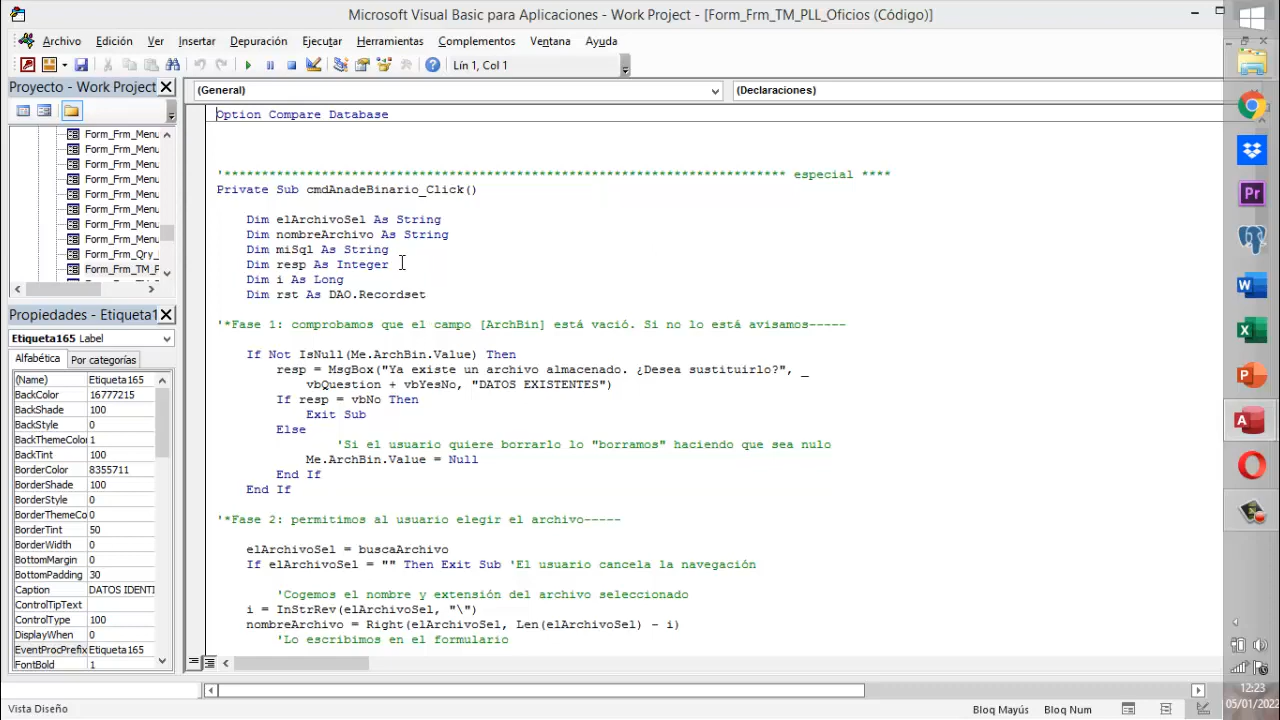 Microsoft Visual Basic para Aplicaciones - Work Project - [Form_Frm_TM_PLL_Oficios (Código)]
Archivo Edición Ver Insertar Depuración Ejecutar Herramientas Complementos Ventana Ayuda
Lín 1, Col 1
Proyecto - Work Project
Form_Frm_Menu
Form_Frm_Menu
Form_Frm_Menu
Form_Frm_Menu
Form_Frm_Menu
Form_Frm_Menu
Form_Frm_Menu
Form_Frm_Menu
Form_Frm_Qry_
Form_Frm_TM_P
Propiedades - Etiqueta1
Etiqueta165 Label
Alfabética Por categorías
(Name) Etiqueta165
BackColor 16777215
BackShade 100
BackStyle 0
BackThemeColo 1
BackTint 100
BorderColor 8355711
BorderShade 100
BorderStyle 0
BorderThemeCo 0
BorderTint 50
BorderWidth 0
BottomMargin 0
BottomPadding 30
Caption DATOS IDENTI
ControlTipText
ControlType 100
DisplayWhen 0
EventProcPrefix Etiqueta165
FontBold 1
(General) (Declaraciones)
Option Compare Database
'*************************************************************************** especial ****
Private Sub cmdAnadeBinario_Click()
Dim elArchivoSel As String
Dim nombreArchivo As String
Dim miSql As String
Dim resp As Integer
Dim i As Long
Dim rst As DAO.Recordset
'*Fase 1: comprobamos que el campo [ArchBin] está vació. Si no lo está avisamos-----
If Not IsNull(Me.ArchBin.Value) Then
resp = MsgBox("Ya existe un archivo almacenado. ¿Desea sustituirlo?", _
vbQuestion + vbYesNo, "DATOS EXISTENTES")
If resp = vbNo Then
Exit Sub
Else
'Si el usuario quiere borrarlo lo "borramos" haciendo que sea nulo
Me.ArchBin.Value = Null
End If
End If
'*Fase 2: permitimos al usuario elegir el archivo-----
elArchivoSel = buscaArchivo
If elArchivoSel = "" Then Exit Sub 'El usuario cancela la navegación
'Cogemos el nombre y extensión del archivo seleccionado
i = InStrRev(elArchivoSel, "\")
nombreArchivo = Right(elArchivoSel, Len(elArchivoSel) - i)
'Lo escribimos en el formulario
Vista Diseño
Bloq Mayús Bloq Num
Pr
W
X
P
A
12:23
05/01/2022